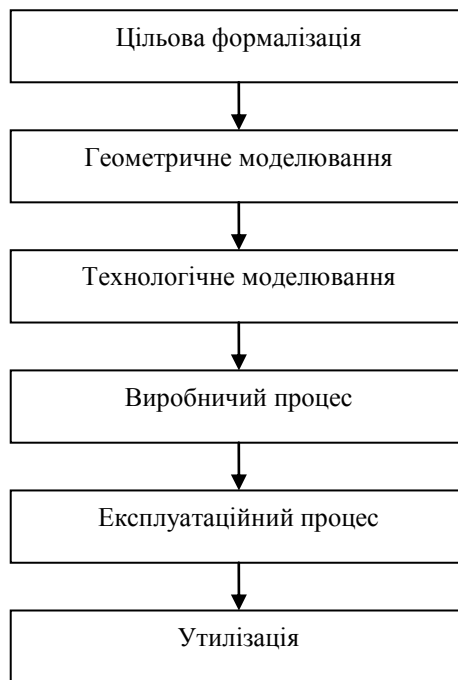 Цільова формалізація
Геометричне моделювання
Технологічне моделювання
Виробничий процес
Експлуатаційний процес
Утилізація